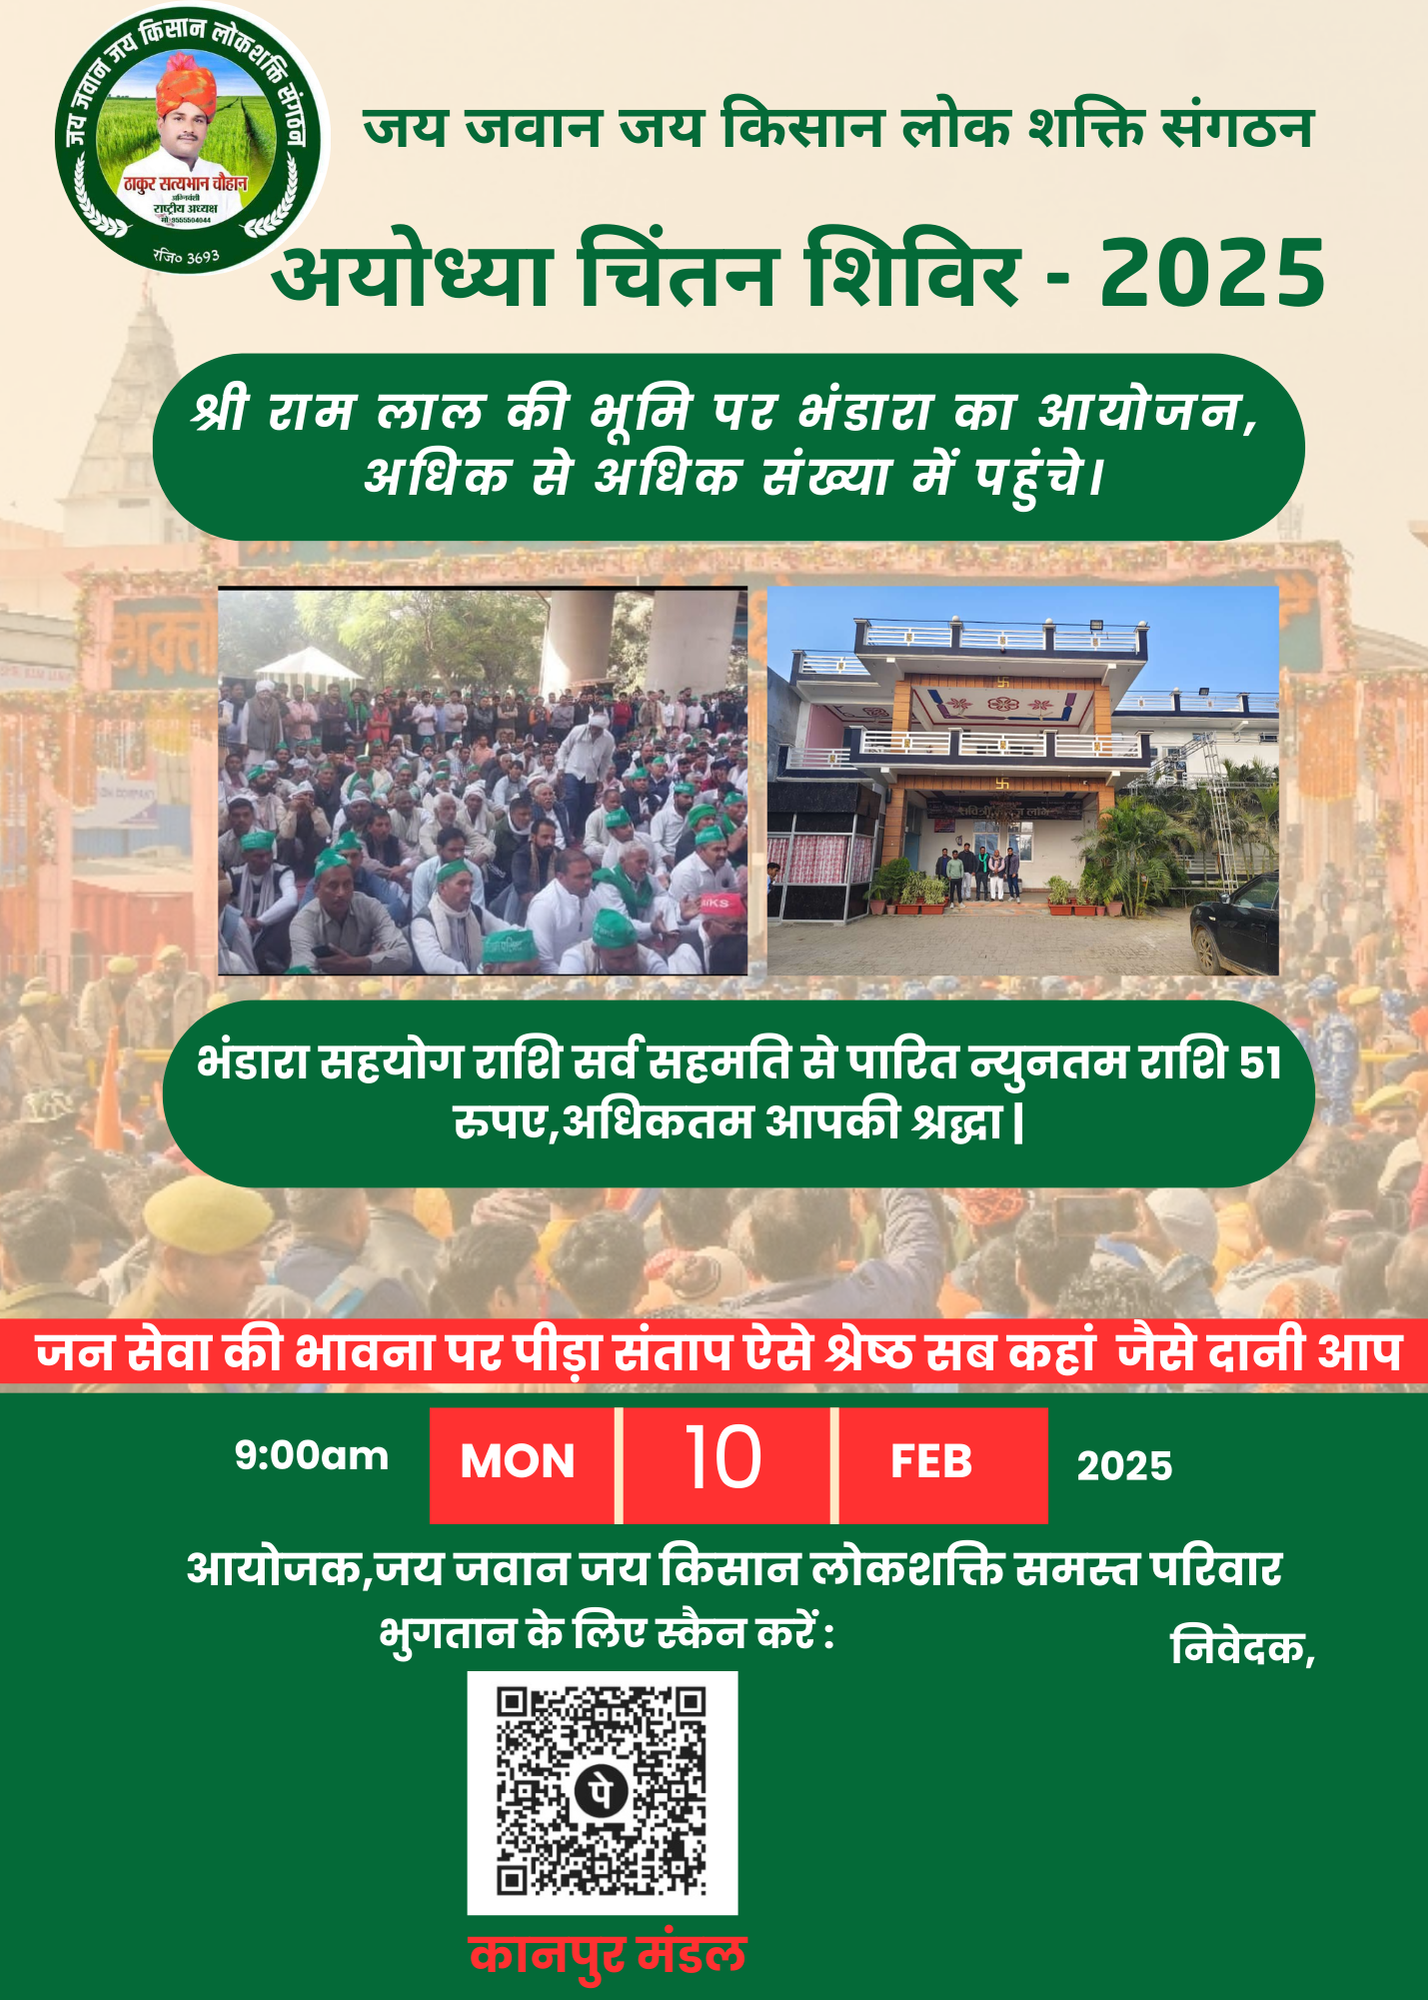 जय जवान जय किसान लोकशक्ति संगठन
ठाकुर सत्यभान चौहान
अग्निवंशी
राष्ट्रीय अध्यक्ष
मो.-9555504044
रजि० 3693
जय जवान जय किसान लोक शक्ति संगठन
अयोध्या चिंतन शिविर - 2025
श्री राम लाल की भूमि पर भंडारा का आयोजन,
अधिक से अधिक संख्या में पहुंचे।
भंडारा सहयोग राशि सर्व सहमति से पारित न्युनतम राशि 51
रुपए,अधिकतम आपकी श्रद्धा |
जन सेवा की भावना पर पीड़ा संताप ऐसे श्रेष्ठ सब कहां जैसे दानी आप
9:00am MON 10 FEB 2025
आयोजक,जय जवान जय किसान लोकशक्ति समस्त परिवार
भुगतान के लिए स्कैन करें :
निवेदक,
पे
कानपुर मंडल